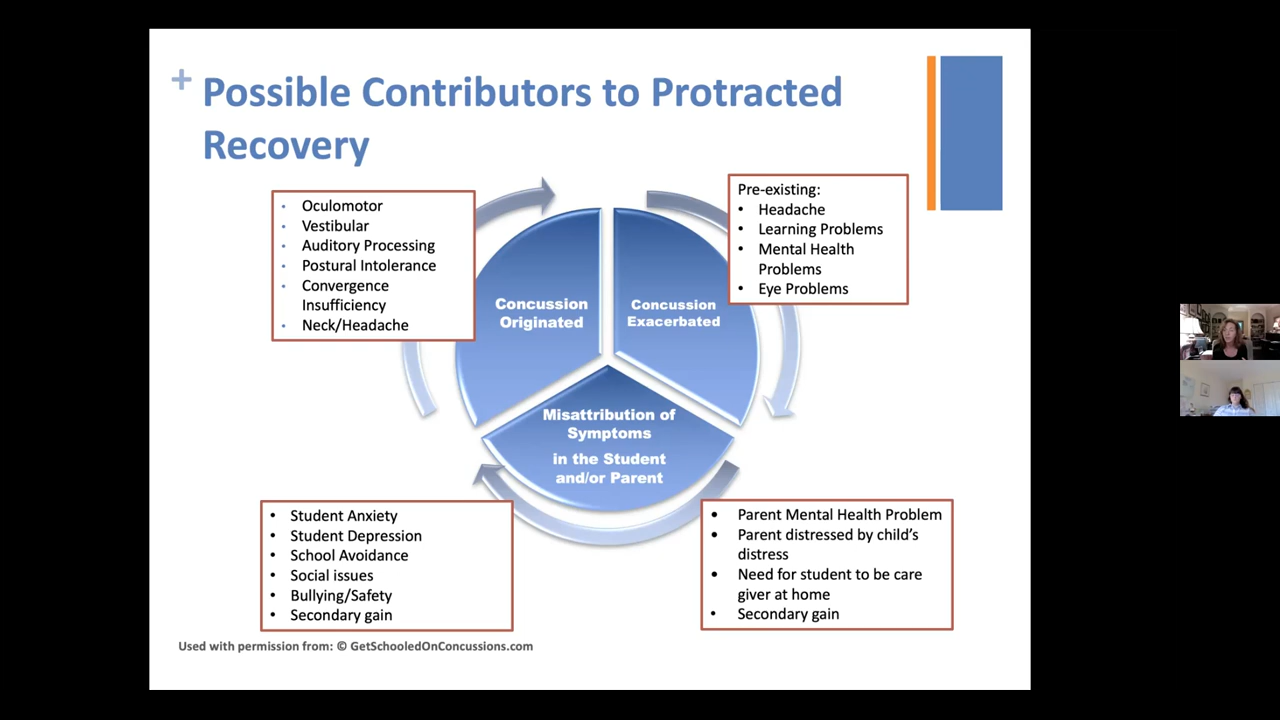 + Possible Contributors to Protracted
Recovery
• Oculomotor
• Vestibular
• Auditory Processing
• Postural Intolerance
• Convergence
Insufficiency
• Neck/Headache
Pre-existing:
• Headache
• Learning Problems
• Mental Health
Problems
• Eye Problems
Concussion
Originated
Concussion
Exacerbated
Misattribution of
Symptoms
in the Student
and/or Parent
• Student Anxiety
• Student Depression
• School Avoidance
• Social issues
• Bullying/Safety
• Secondary gain
• Parent Mental Health Problem
• Parent distressed by child’s
distress
• Need for student to be care
giver at home
• Secondary gain
Used with permission from: © GetSchooledOnConcussions.com